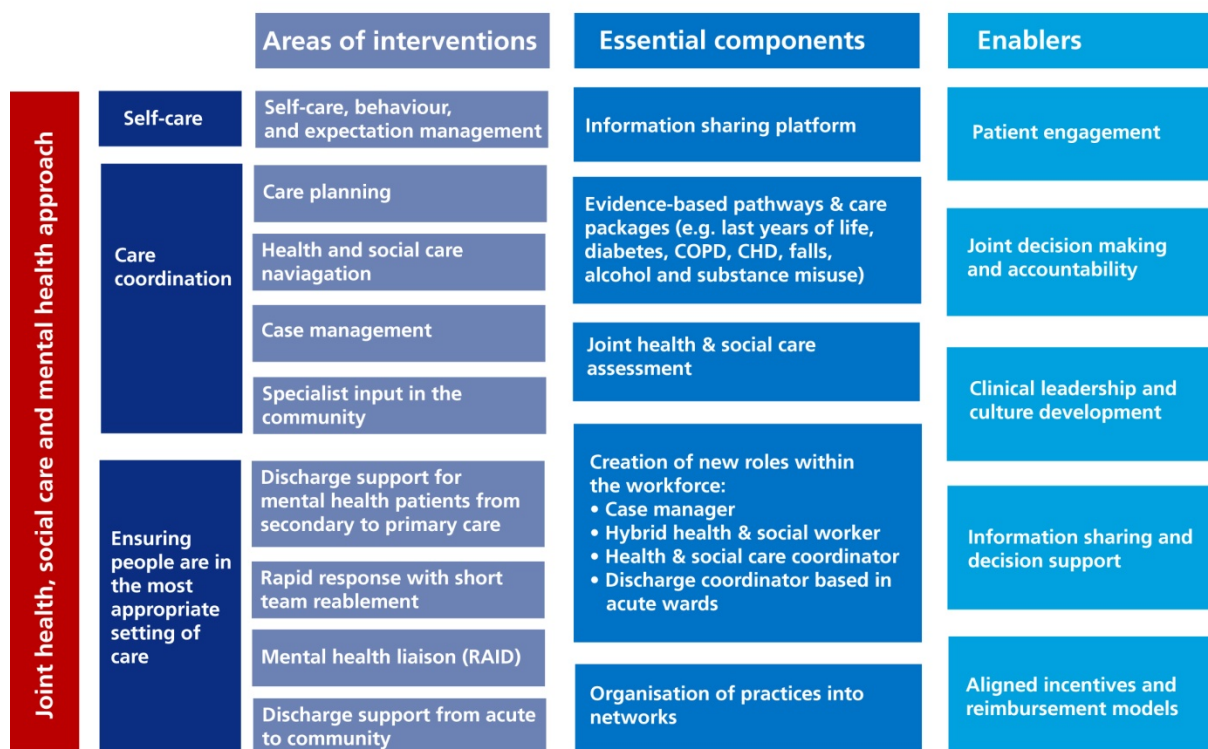 Areas of interventions
Essential components
Enablers
Joint health, social care and mental health approach
Self-care
Self-care, behaviour,
and expectation management
Information sharing platform
Patient engagement
Care
coordination
Care planning
Health and social care
naviagation
Case management
Specialist input in the
community
Evidence-based pathways & care
packages (e.g. last years of life,
diabetes, COPD, CHD, falls,
alcohol and substance misuse)
Joint health & social care
assessment
Joint decision making
and accountability
Clinical leadership and
culture development
Ensuring
people are in
the most
appropriate
setting of
care
Discharge support for
mental health patients from
secondary to primary care
Rapid response with short
team reablement
Mental health liaison (RAID)
Discharge support from acute
to community
Creation of new roles within
the workforce:
• Case manager
• Hybrid health & social worker
• Health & social care coordinator
• Discharge coordinator based in
acute wards
Organisation of practices into
networks
Information sharing and
decision support
Aligned incentives and
reimbursement models